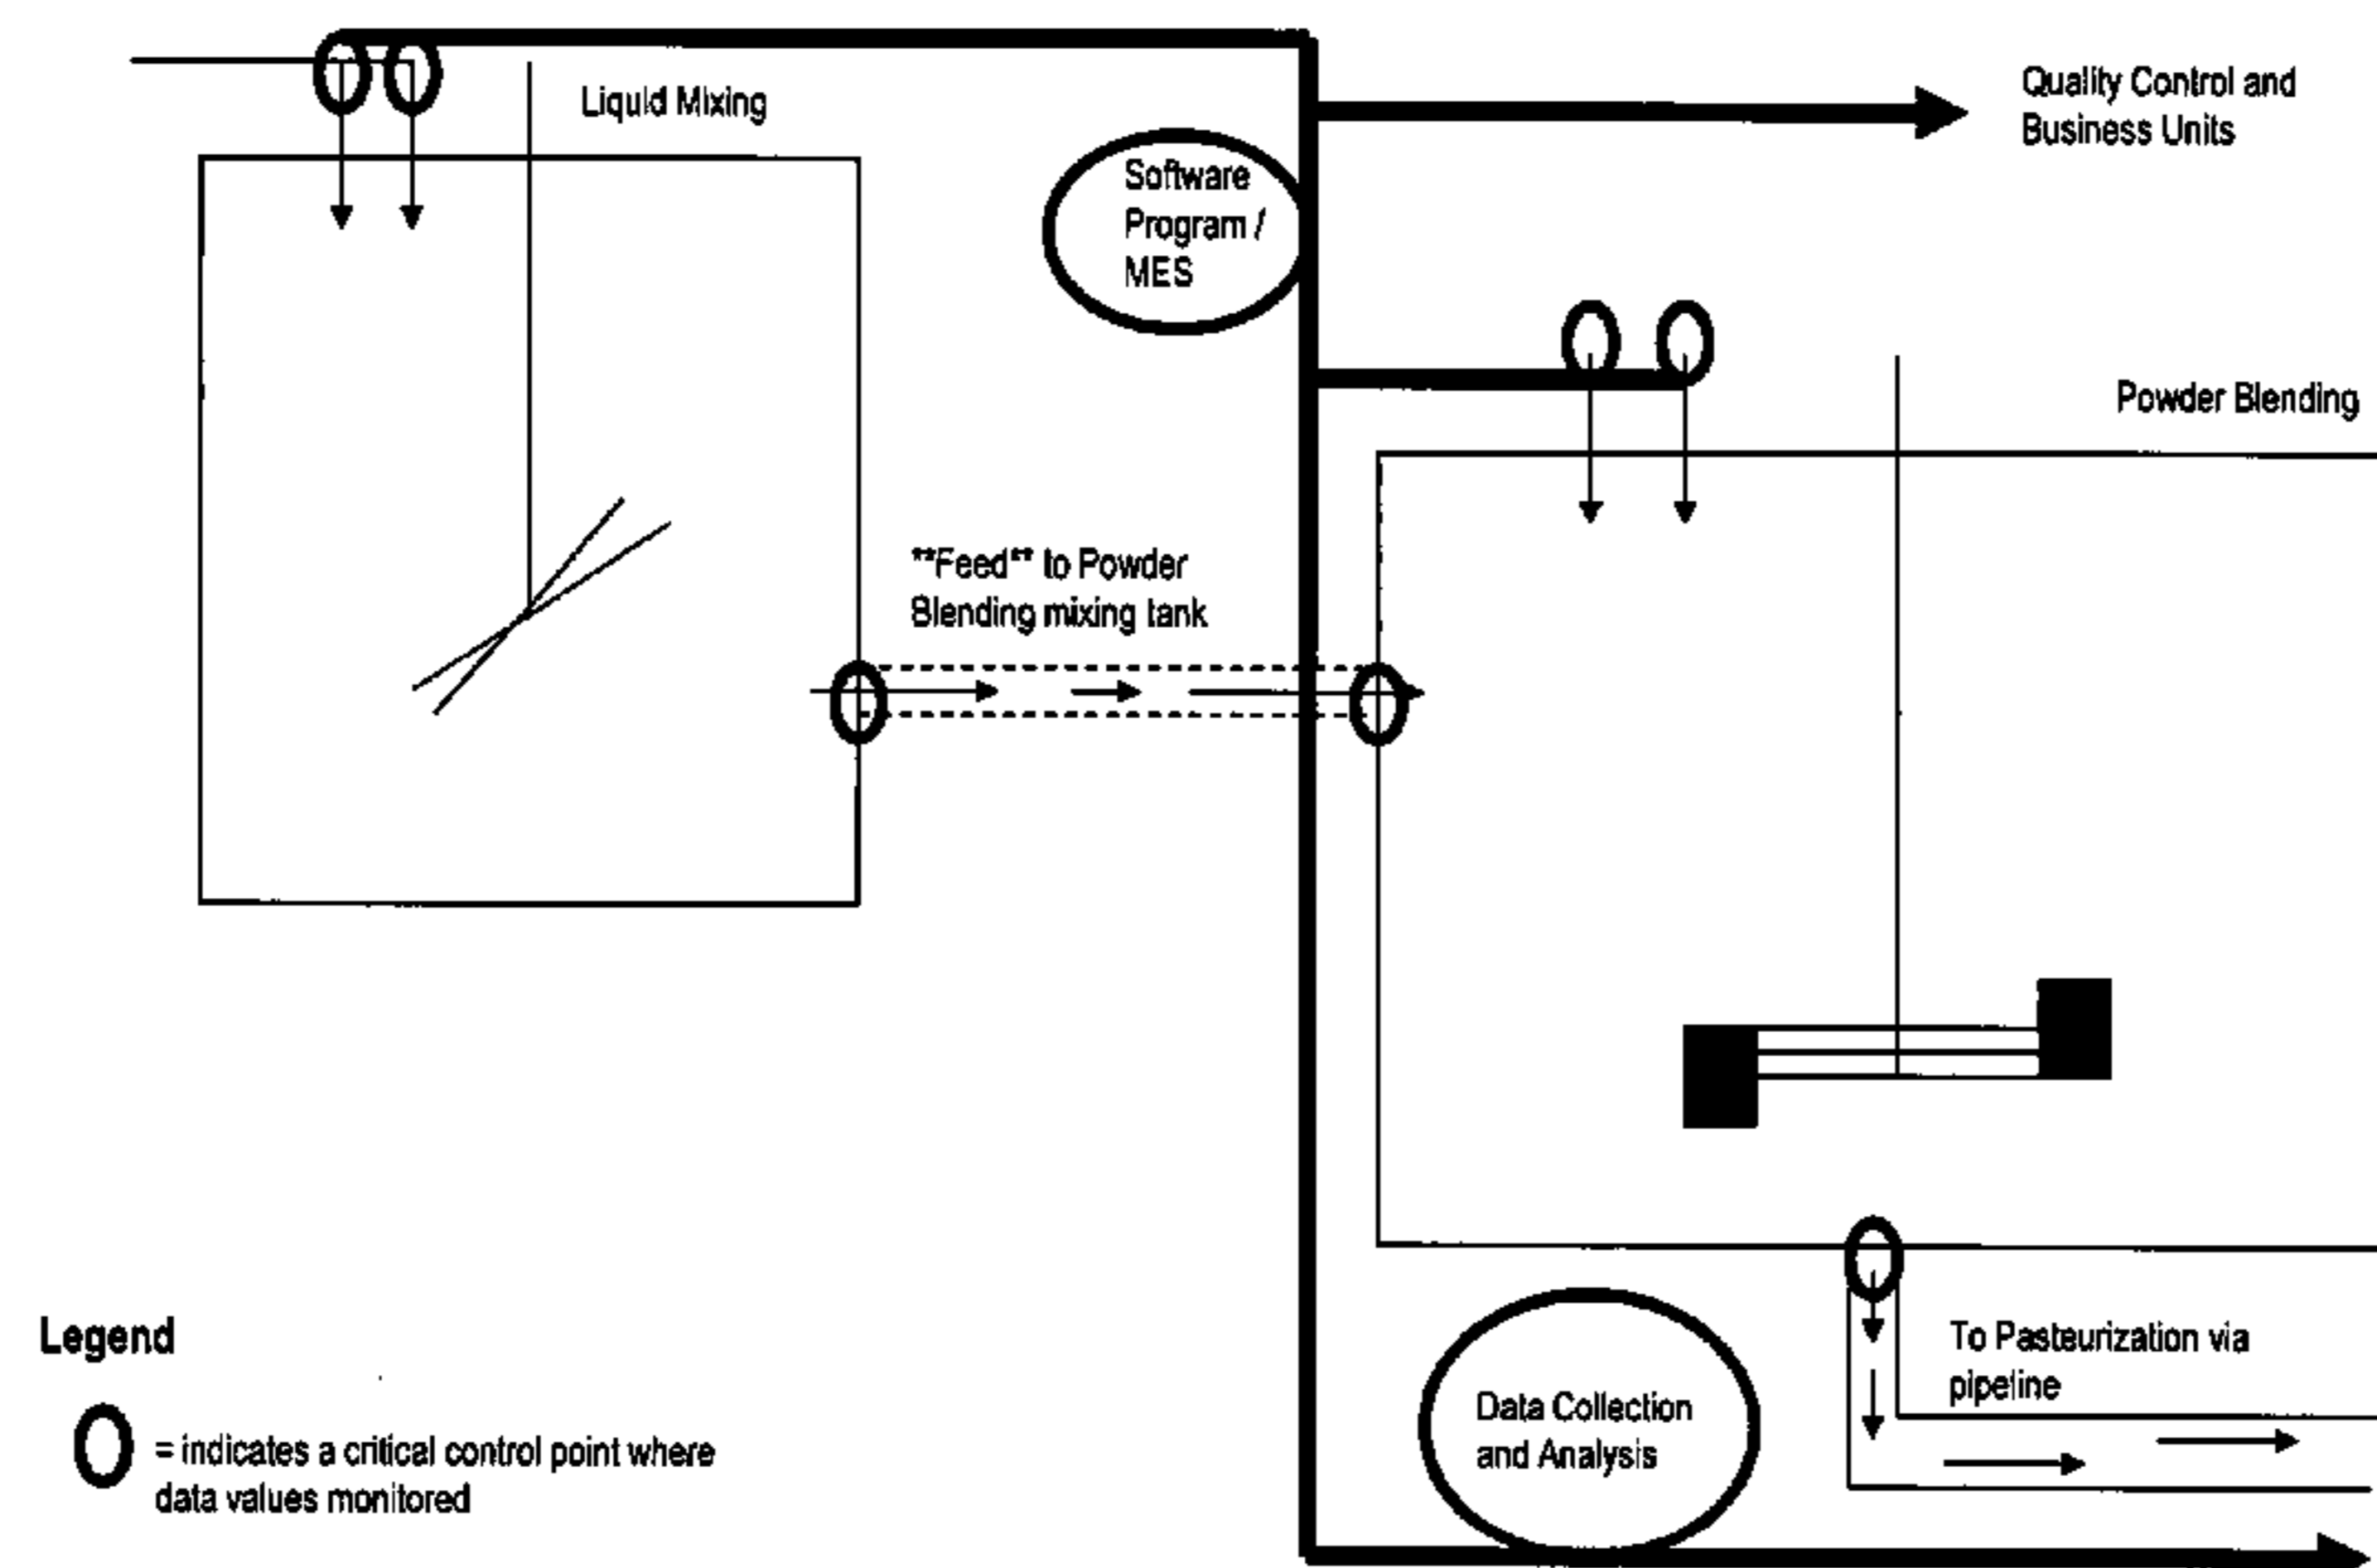 Liquid Mixing
Quality Control and
Business Units
Software
Program /
MES
Powder Blending
**Feed** to Powder
Blending mixing tank
To Pasteurization via
pipeline
Data Collection
and Analysis
Legend
= indicates a critical control point where
data values monitored